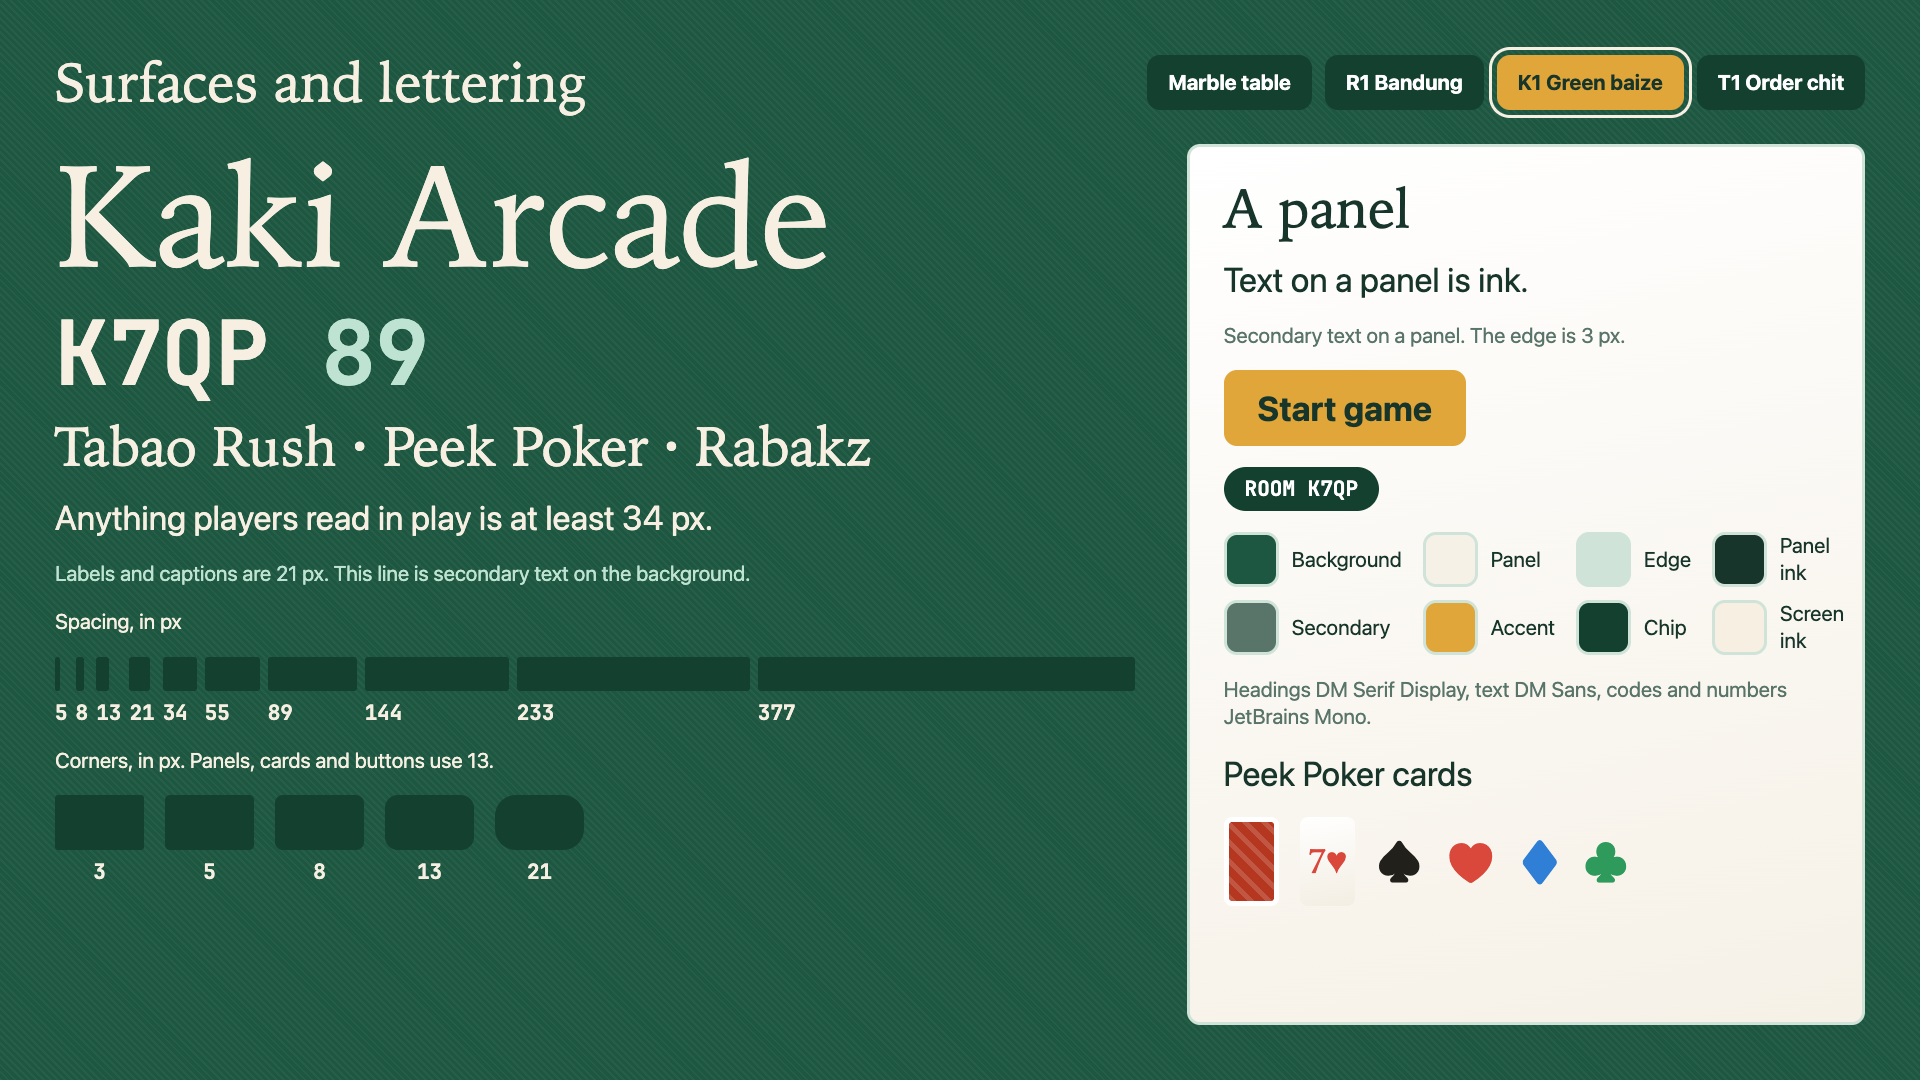 Surfaces and lettering
Marble table
R1 Bandung
K1 Green baize
T1 Order chit
Kaki Arcade
K7QP 89
Tabao Rush · Peek Poker · Rabakz
Anything players read in play is at least 34 px.
Labels and captions are 21 px. This line is secondary text on the background.
Spacing, in px
5 8 13 21 34 55 89 144 233 377
Corners, in px. Panels, cards and buttons use 13.
3 5 8 13 21
A panel
Text on a panel is ink.
Secondary text on a panel. The edge is 3 px.
Start game
ROOM K7QP
Background
Panel
Edge
Panel
ink
Secondary
Accent
Chip
Screen
ink
Headings DM Serif Display, text DM Sans, codes and numbers
JetBrains Mono.
Peek Poker cards
7♥